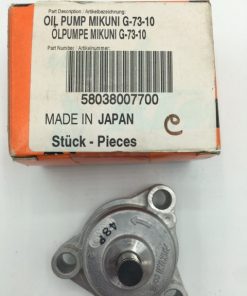 Part Description / Artikelbezeichnung:
OIL PUMP MIKUNI G-73-10
ÖLPUMPE MIKUNI G-73-10
Part Number / Artikelnummer:
58038007700
MADE IN JAPAN
C
Stück - Pieces
MIKUNI